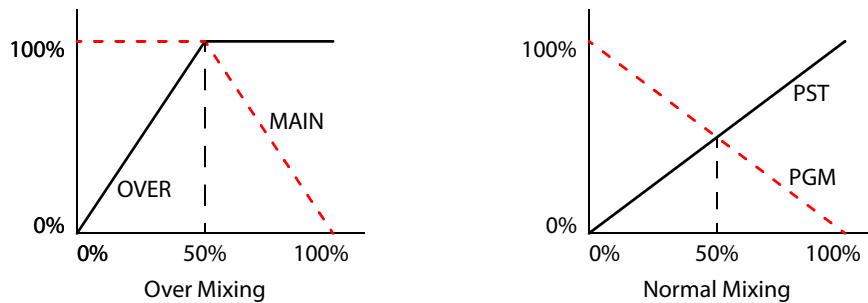 100%
MAIN
OVER
0%
0% 50% 100%
Over Mixing
100%
PST
PGM
0%
0% 50% 100%
Normal Mixing